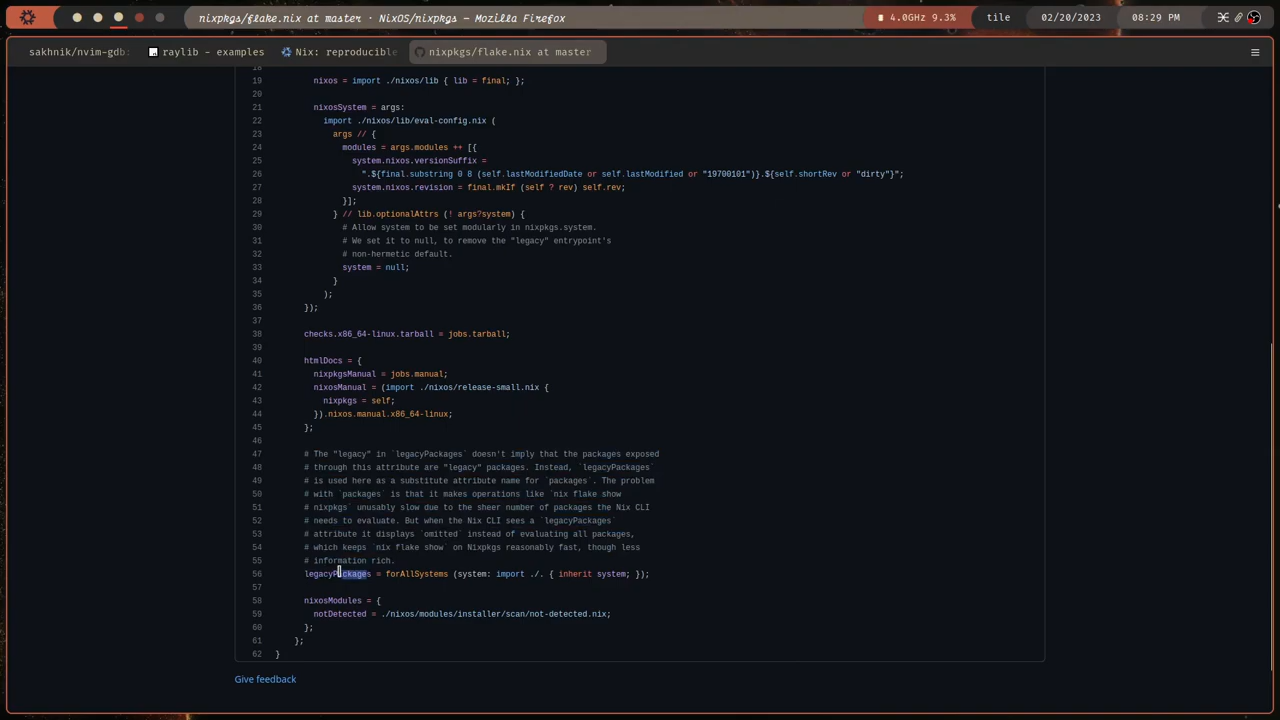 nixpkgs/flake.nix at master · NixOS/nixpkgs — Mozilla Firefox
4.0GHz 9.3%
tile
02/20/2023
08:29 PM
sakhnik/nvim-gdb:
raylib - examples
Nix: reproducible
nixpkgs/flake.nix at master
18
19 nixos = import ./nixos/lib { lib = final; };
20
21 nixosSystem = args:
22 import ./nixos/lib/eval-config.nix (
23 args // {
24 modules = args.modules ++ [{
25 system.nixos.versionSuffix =
26 ".${final.substring 0 8 (self.lastModifiedDate or self.lastModified or "19700101")}.${self.shortRev or "dirty"}";
27 system.nixos.revision = final.mkIf (self ? rev) self.rev;
28 }];
29 } // lib.optionalAttrs (! args?system) {
30 # Allow system to be set modularly in nixpkgs.system.
31 # We set it to null, to remove the "legacy" entrypoint's
32 # non-hermetic default.
33 system = null;
34 }
35 );
36 });
37
38 checks.x86_64-linux.tarball = jobs.tarball;
39
40 htmlDocs = {
41 nixpkgsManual = jobs.manual;
42 nixosManual = (import ./nixos/release-small.nix {
43 nixpkgs = self;
44 }).nixos.manual.x86_64-linux;
45 };
46
47 # The "legacy" in `legacyPackages` doesn't imply that the packages exposed
48 # through this attribute are "legacy" packages. Instead, `legacyPackages`
49 # is used here as a substitute attribute name for `packages`. The problem
50 # with `packages` is that it makes operations like `nix flake show
51 # nixpkgs` unusably slow due to the sheer number of packages the Nix CLI
52 # needs to evaluate. But when the Nix CLI sees a `legacyPackages`
53 # attribute it displays `omitted` instead of evaluating all packages,
54 # which keeps `nix flake show` on Nixpkgs reasonably fast, though less
55 # information rich.
56 legacyPackages = forAllSystems (system: import ./. { inherit system; });
57
58 nixosModules = {
59 notDetected = ./nixos/modules/installer/scan/not-detected.nix;
60 };
61 };
62 }
Give feedback